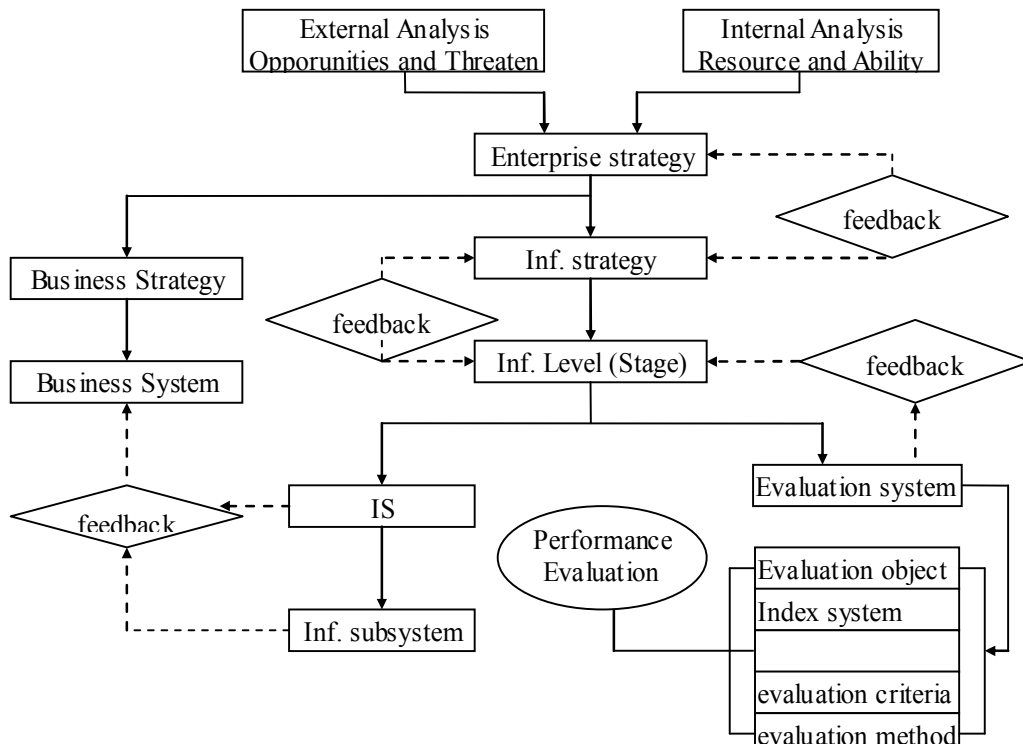 External Analysis
Opporunities and Threaten
Internal Analysis
Resource and Ability
Enterprise strategy
feedback
Business Strategy
Inf. strategy
feedback
Business System
Inf. Level (Stage)
feedback
Evaluation system
IS
feedback
Performance
Evaluation
Evaluation object
Index system
Inf. subsystem
evaluation criteria
evaluation method